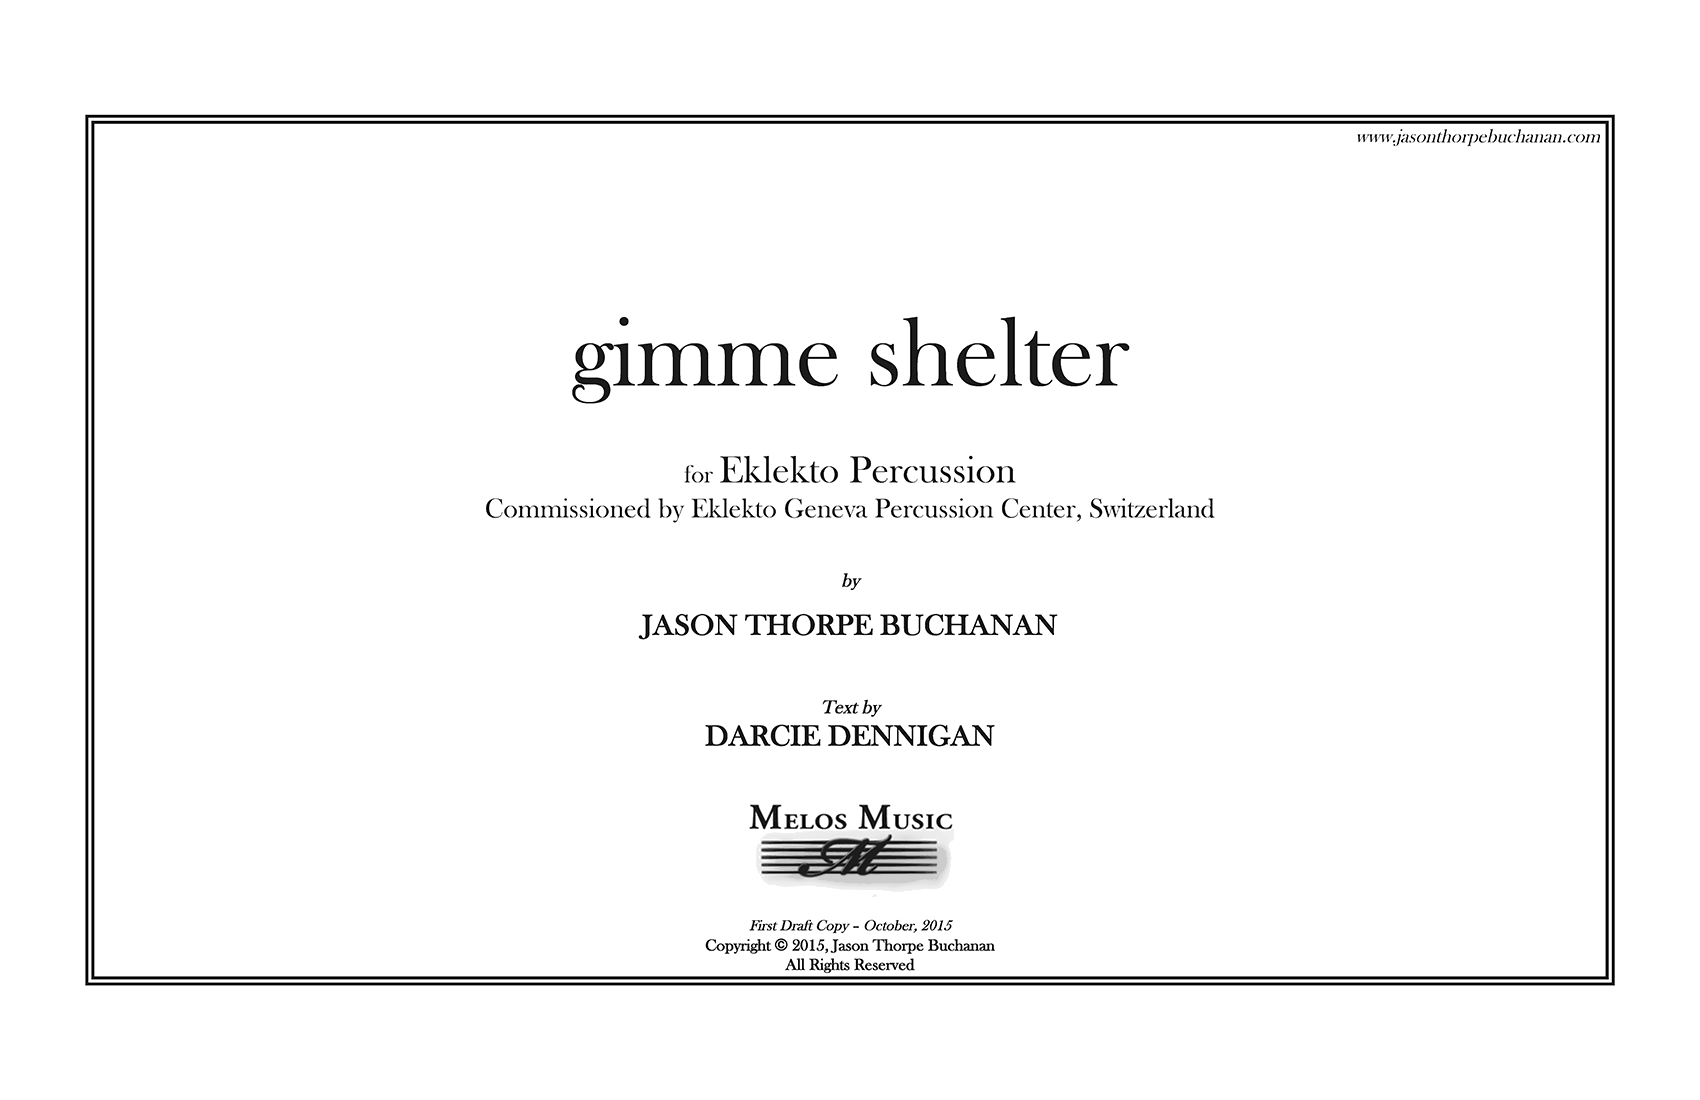 www.jasonthorpebuchanan.com
gimme shelter
for Eklekto Percussion
Commissioned by Eklekto Geneva Percussion Center, Switzerland
by
JASON THORPE BUCHANAN
Text by
DARCIE DENNIGAN
MELOS MUSIC
M
First Draft Copy – October, 2015
Copyright © 2015, Jason Thorpe Buchanan
All Rights Reserved